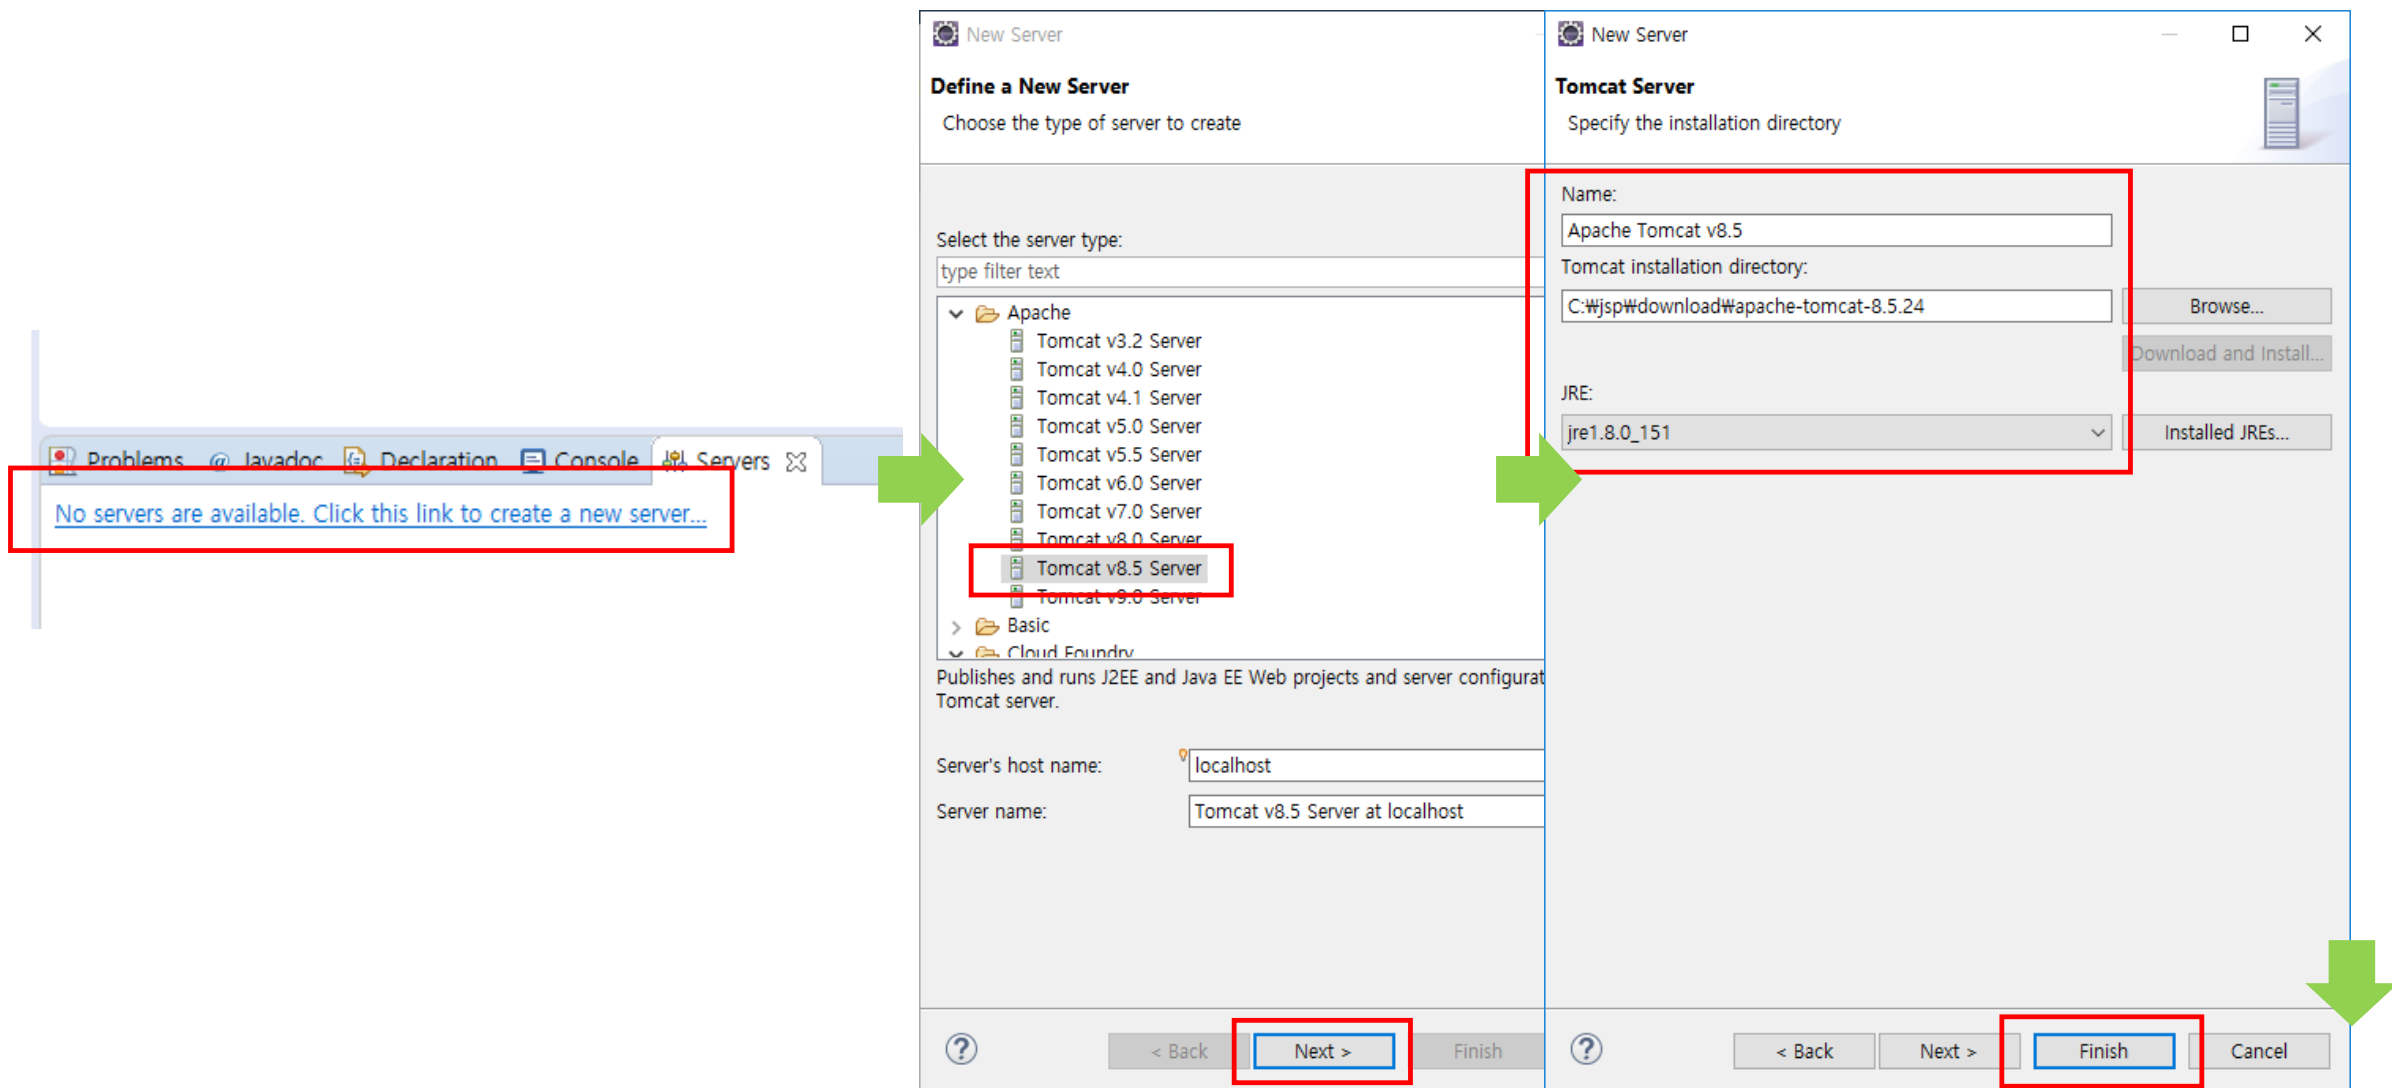 Problems @ Javadoc Declaration Console Servers
No servers are available. Click this link to create a new server...
New Server
Define a New Server
Choose the type of server to create
Select the server type:
type filter text
Apache
Tomcat v3.2 Server
Tomcat v4.0 Server
Tomcat v4.1 Server
Tomcat v5.0 Server
Tomcat v5.5 Server
Tomcat v6.0 Server
Tomcat v7.0 Server
Tomcat v8.0 Server
Tomcat v8.5 Server
Tomcat v9.0 Server
Basic
Cloud Foundry
Publishes and runs J2EE and Java EE Web projects and server configurat
Tomcat server.
Server's host name: localhost
Server name: Tomcat v8.5 Server at localhost
< Back Next > Finish
New Server
Tomcat Server
Specify the installation directory
Name:
Apache Tomcat v8.5
Tomcat installation directory:
C:₩jsp₩download₩apache-tomcat-8.5.24 Browse...
Download and Install...
JRE:
jre1.8.0_151 Installed JREs...
< Back Next > Finish Cancel